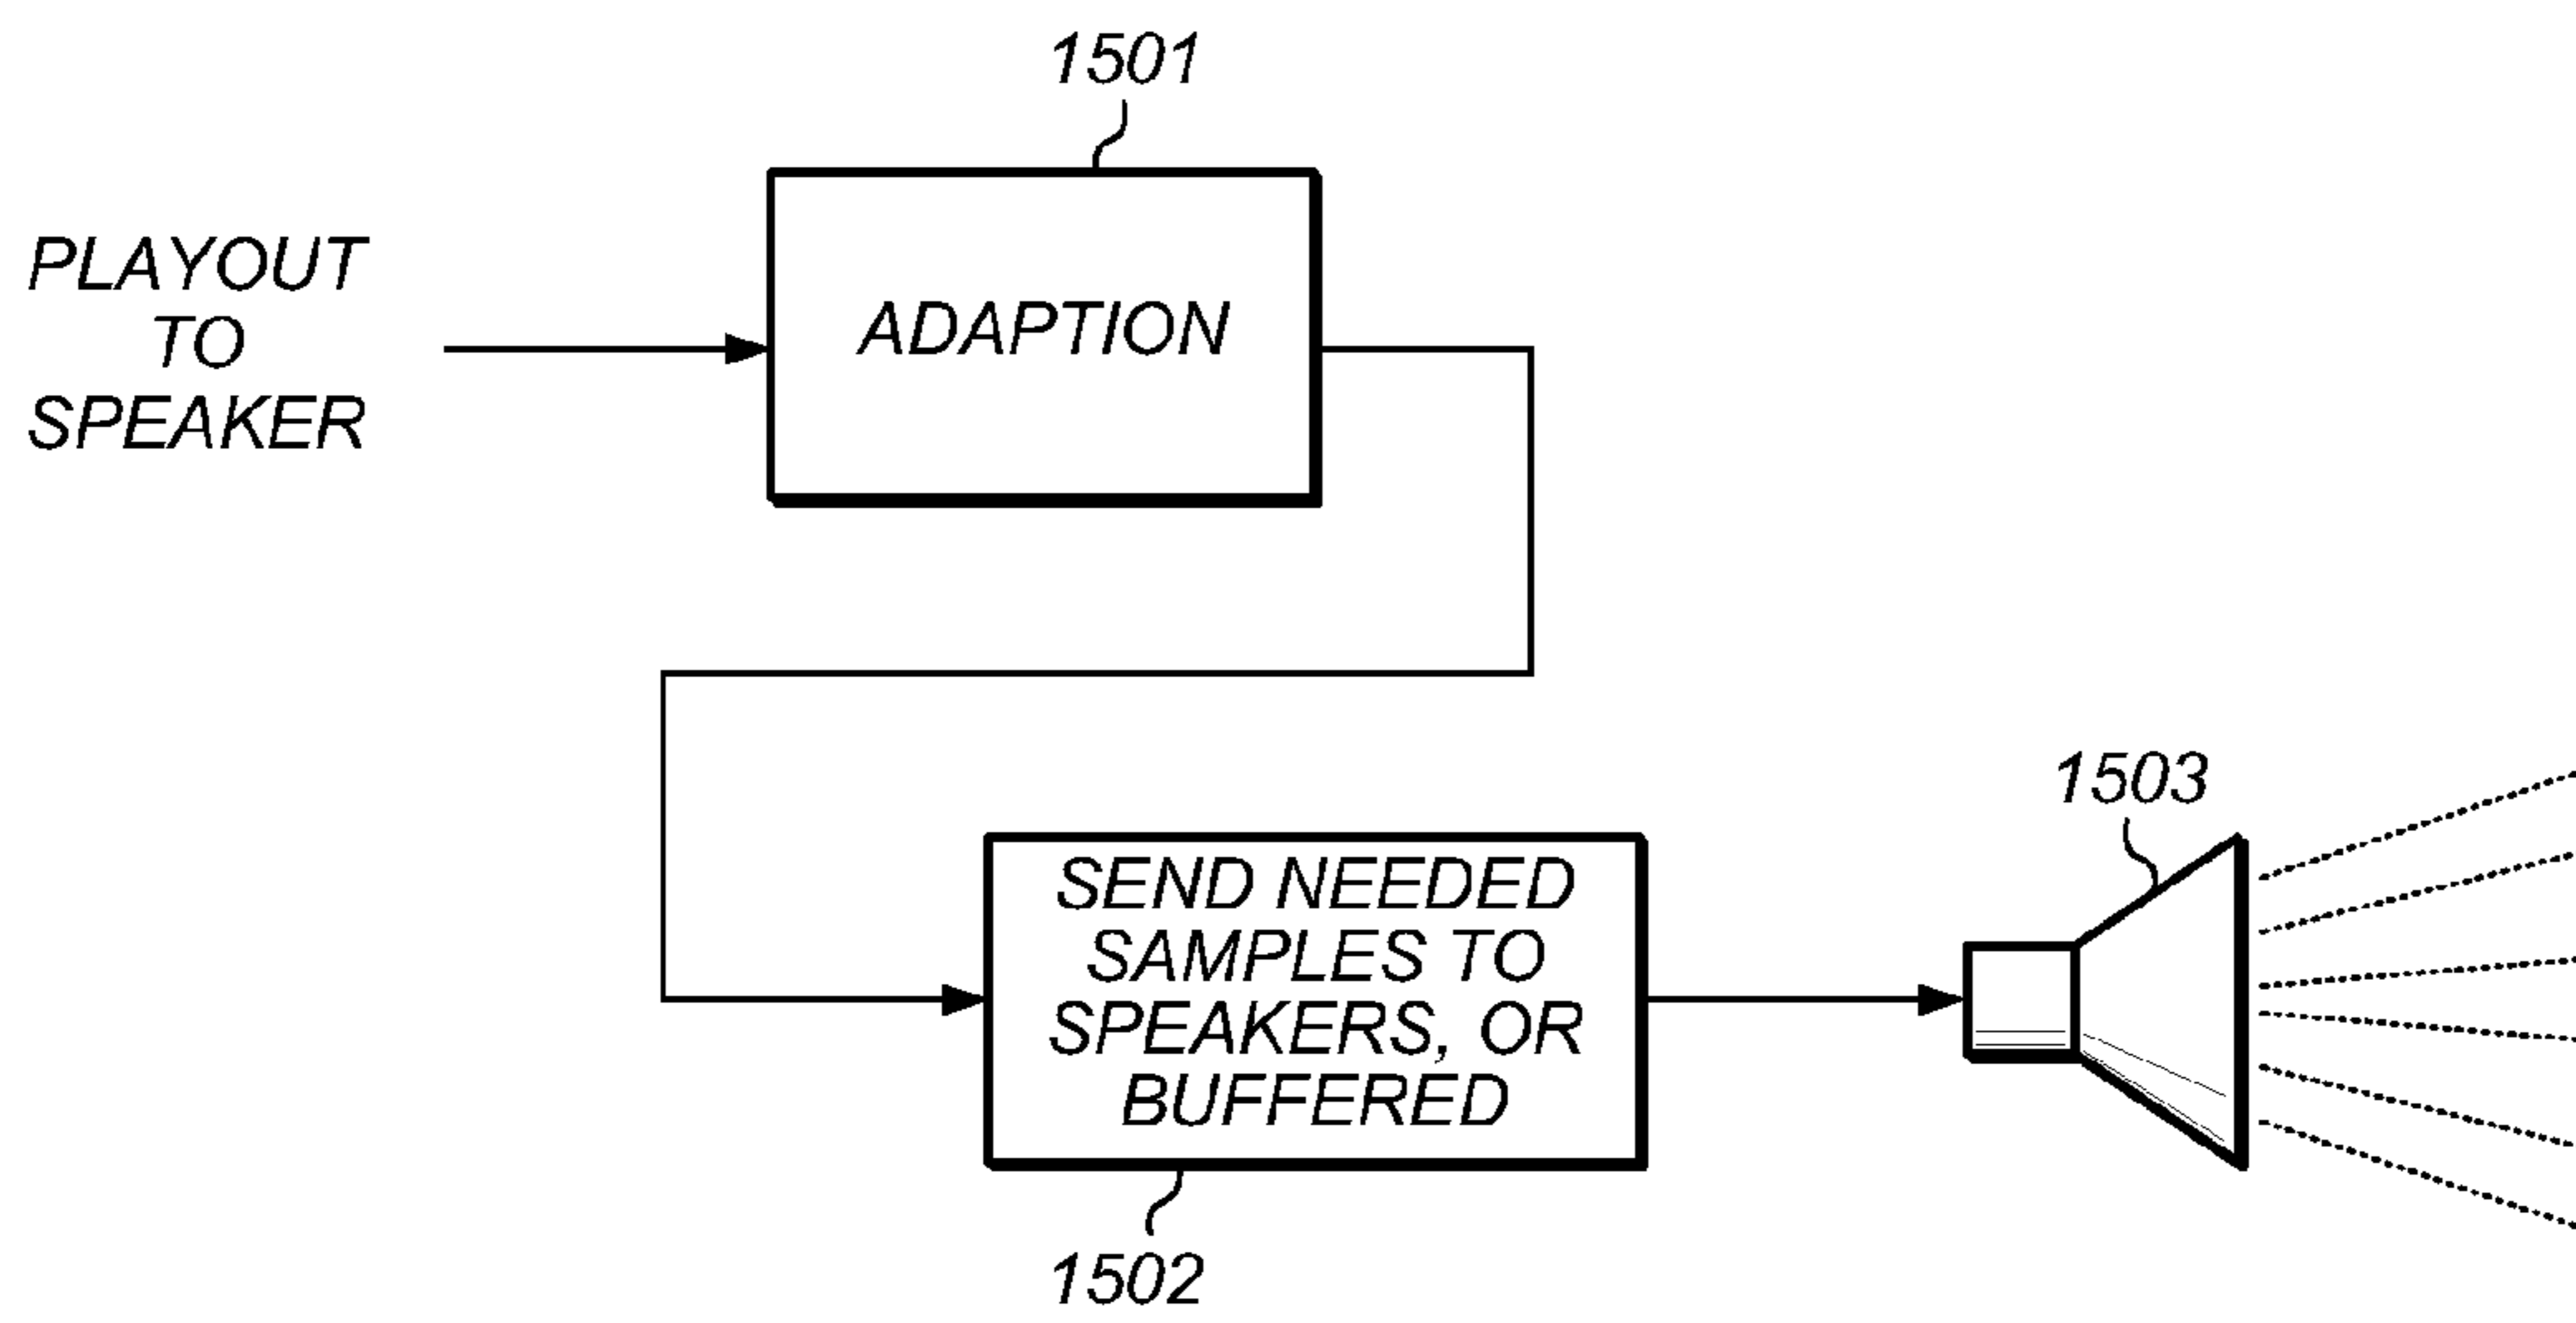 1501
PLAYOUT
TO
SPEAKER
ADAPTION
1503
SEND NEEDED
SAMPLES TO
SPEAKERS, OR
BUFFERED
1502